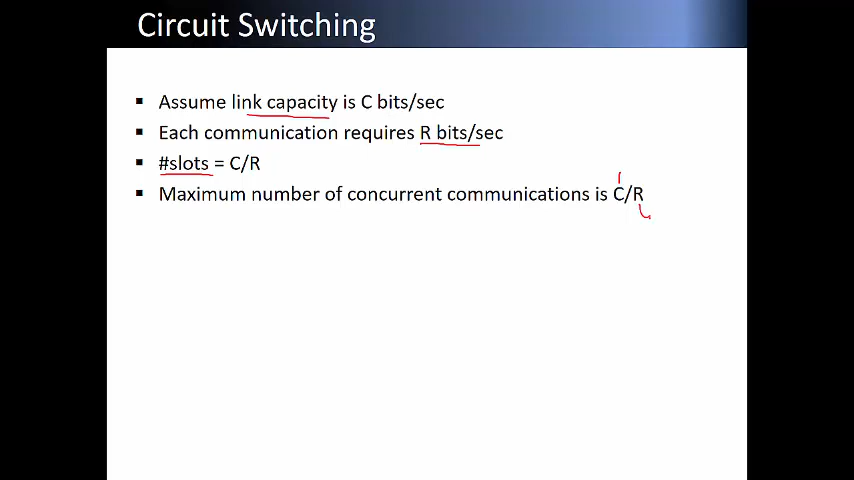 Circuit Switching
▪ Assume link capacity is C bits/sec
▪ Each communication requires R bits/sec
▪ #slots = C/R
▪ Maximum number of concurrent communications is C/R